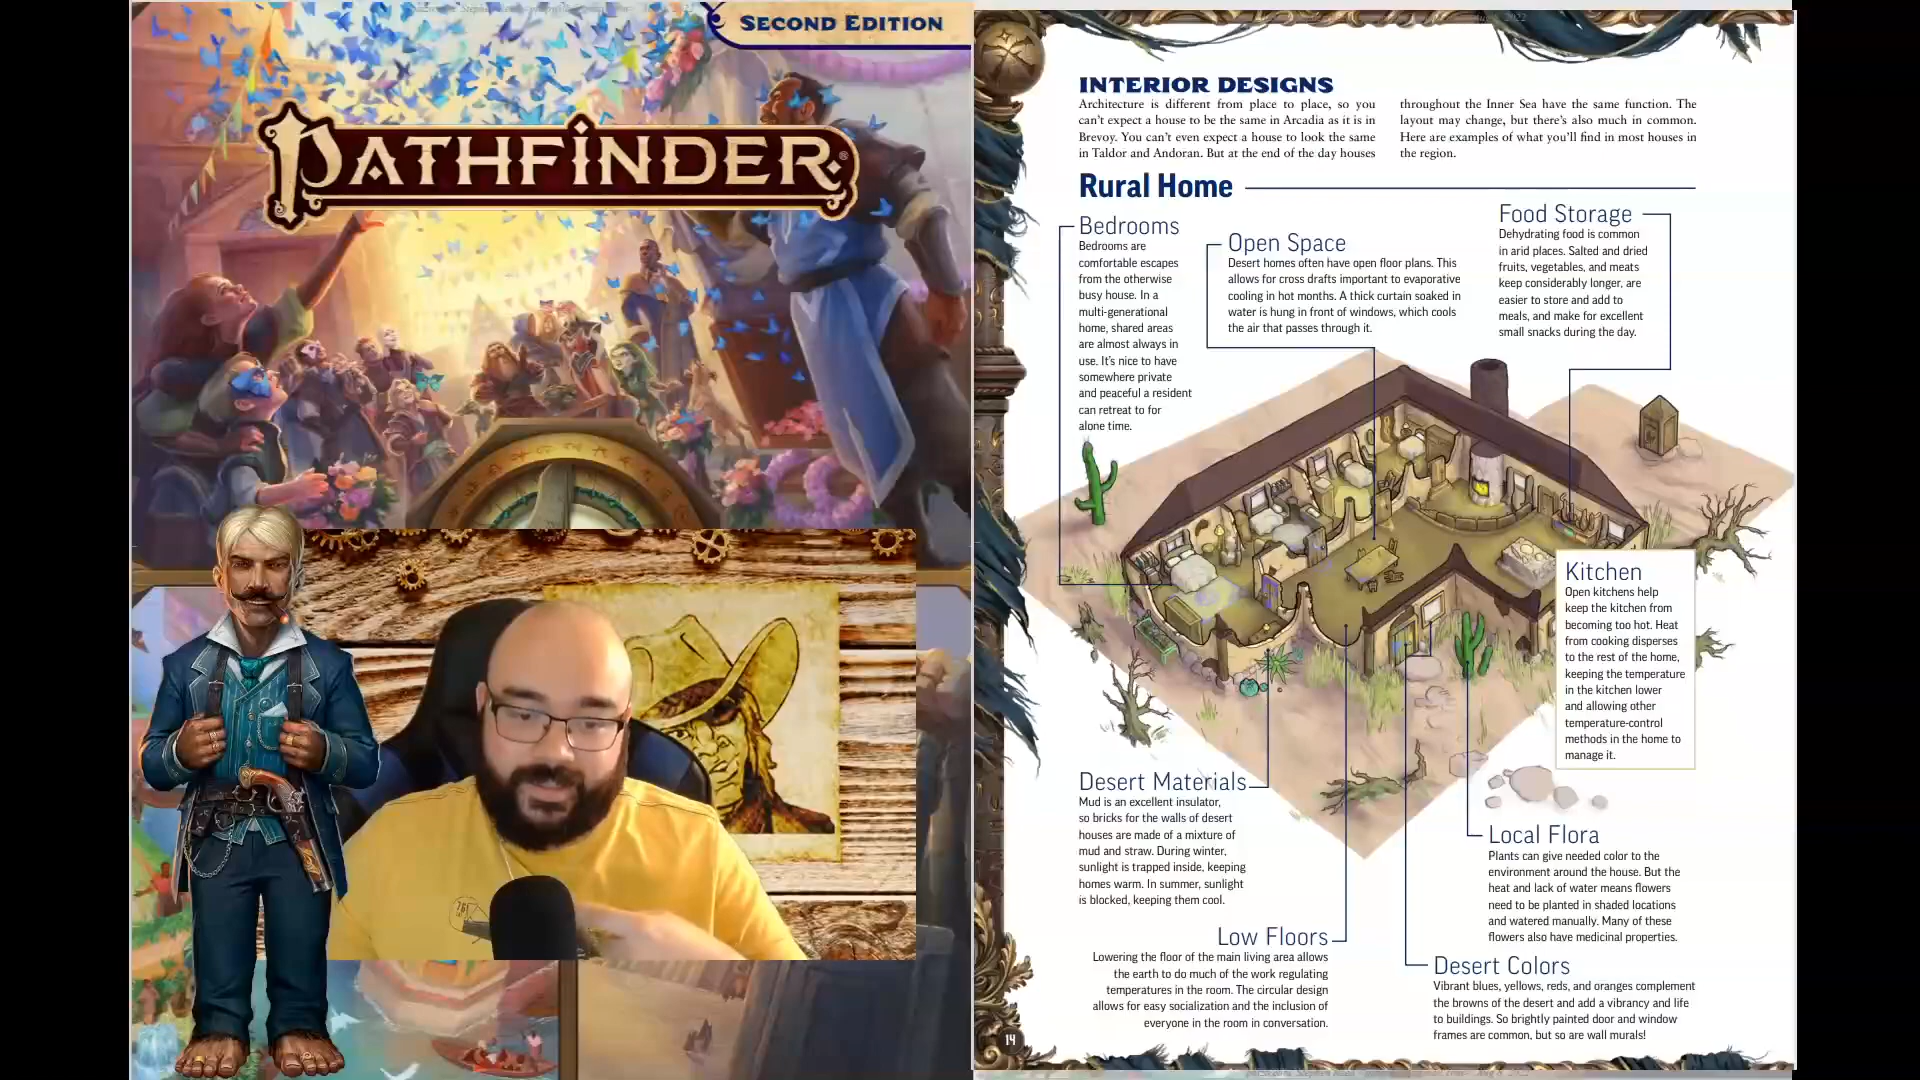 SECOND EDITION
PATHFINDER
INTERIOR DESIGNS
Architecture is different from place to place, so you
can't expect a house to be the same in Arcadia as it is in
Brevoy. You can't even expect a house to look the same
in Taldor and Andoran. But at the end of the day houses
throughout the Inner Sea have the same function. The
layout may change, but there's also much in common.
Here are examples of what you'll find in most houses in
the region.
Rural Home
Bedrooms
Bedrooms are
comfortable escapes
from the otherwise
busy house. In a
multi-generational
home, shared areas
are almost always in
use. It's nice to have
somewhere private
and peaceful a resident
can retreat to for
alone time.
Open Space
Desert homes often have open floor plans. This
allows for cross drafts important to evaporative
cooling in hot months. A thick curtain soaked in
water is hung in front of windows, which cools
the air that passes through it.
Food Storage
Dehydrating food is common
in arid places. Salted and dried
fruits, vegetables, and meats
keep considerably longer, are
easier to store and add to
meals, and make for excellent
small snacks during the day.
Kitchen
Open kitchens help
keep the kitchen from
becoming too hot. Heat
from cooking disperses
to the rest of the home,
keeping the temperature
in the kitchen lower
and allowing other
temperature-control
methods in the home to
manage it.
Desert Materials
Mud is an excellent insulator,
so bricks for the walls of desert
houses are made of a mixture of
mud and straw. During winter,
sunlight is trapped inside, keeping
homes warm. In summer, sunlight
is blocked, keeping them cool.
Local Flora
Plants can give needed color to the
environment around the house. But the
heat and lack of water means flowers
need to be planted in shaded locations
and watered manually. Many of these
flowers also have medicinal properties.
Low Floors
Lowering the floor of the main living area allows
the earth to do much of the work regulating
temperatures in the room. The circular design
allows for easy socialization and the inclusion of
everyone in the room in conversation.
Desert Colors
Vibrant blues, yellows, reds, and oranges complement
the browns of the desert and add a vibrancy and life
to buildings. So brightly painted door and window
frames are common, but so are wall murals!
14